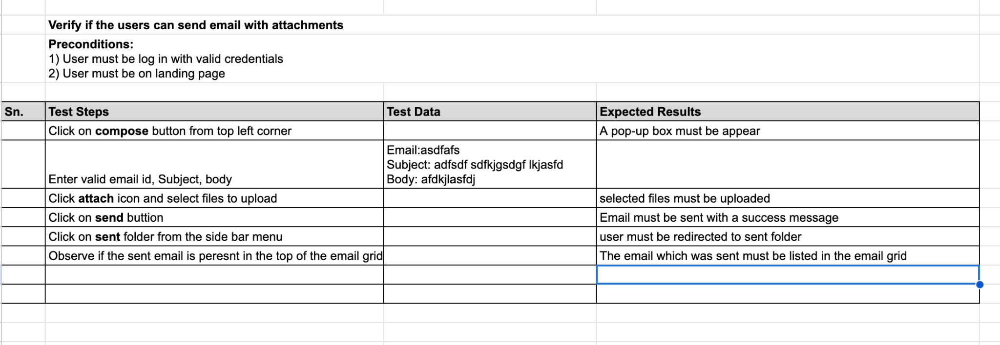 Verify if the users can send email with attachments
Preconditions:
1) User must be log in with valid credentials
2) User must be on landing page
Sn. Test Steps Test Data Expected Results
Click on compose button from top left corner A pop-up box must be appear
Email:asdfafs
Subject: adfsdf sdfkjgsdgf lkjasfd
Enter valid email id, Subject, body Body: afdkjlasfdj
Click attach icon and select files to upload selected files must be uploaded
Click on send buttion Email must be sent with a success message
Click on sent folder from the side bar menu user must be redirected to sent folder
Observe if the sent email is peresnt in the top of the email grid The email which was sent must be listed in the email grid